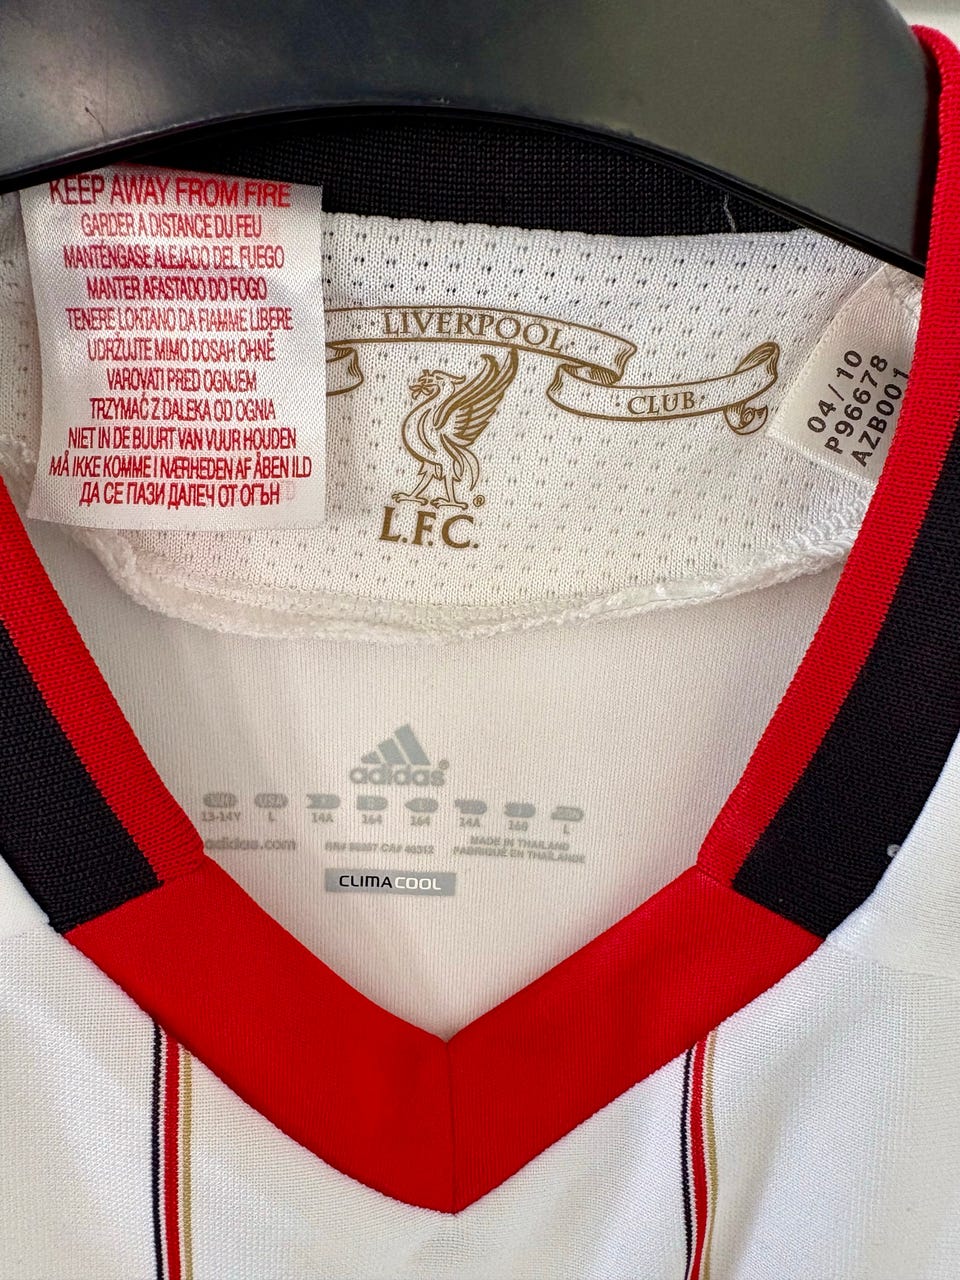 KEEP AWAY FROM FIRE
GARDER A DISTANCE DU FEU
MANTÉNGASE ALEJADO DEL FUEGO
MANTER AFASTADO DO FOGO
TENERE LONTANO DA FIAMME LIBERE
UDRŽUJTE MIMO DOSAH OHNĚ
VAROVATI PRED OGNJEM
TRZYMAĆ Z DALEKA OD OGNIA
NIET IN DE BUURT VAN VUUR HOUDEN
MÅ IKKE KOMME I NÆRHEDEN AF ÅBEN ILD
ДА СЕ ПАЗИ ДАЛЕЧ ОТ ОГЪН
·LIVERPOOL·
·CLUB·
®
L.F.C.
04/10
P96678
AZB001
adidas®
USA
13-14Y L 14A 164 164 14A 160 L
adidas.com
MADE IN THAILAND
FABRIQUÉ EN THAÏLANDE
CLIMACOOL